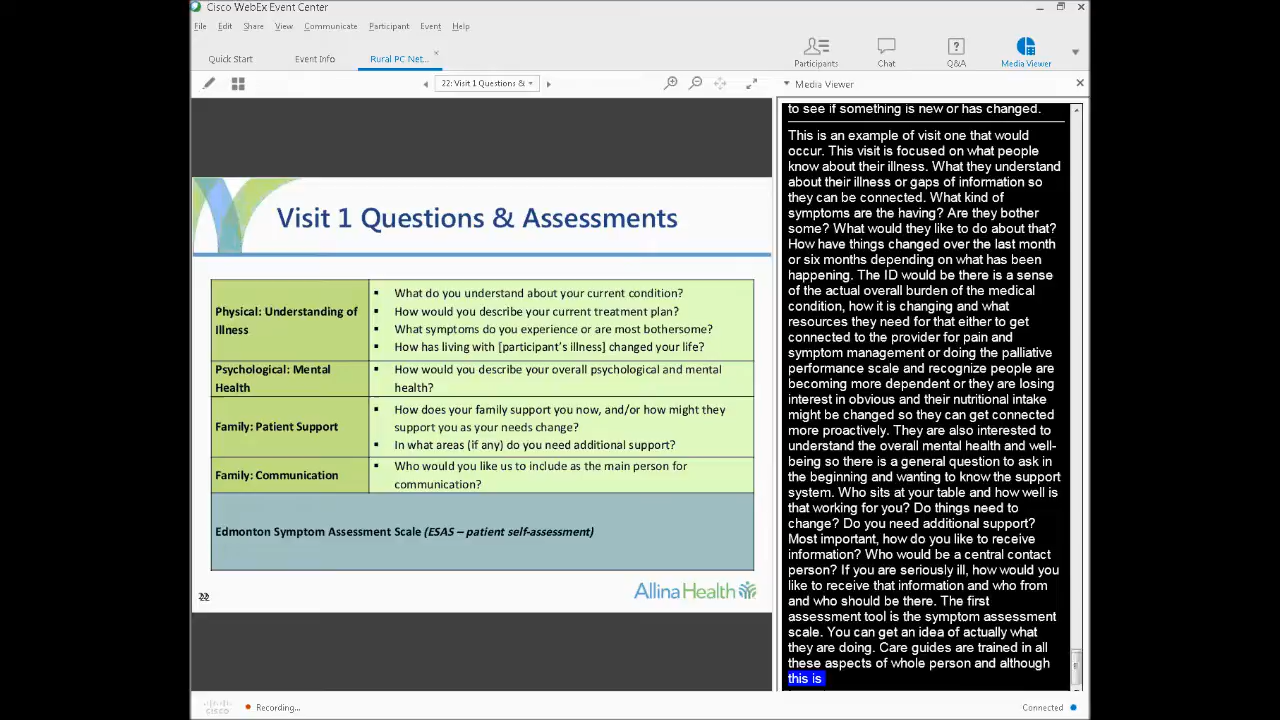 Cisco WebEx Event Center
File Edit Share View Communicate Participant Event Help
Quick Start Event Info Rural PC Net...
Participants Chat Q&A Media Viewer
22: Visit 1 Questions &
Visit 1 Questions & Assessments
Physical: Understanding of
Illness
▪ What do you understand about your current condition?
▪ How would you describe your current treatment plan?
▪ What symptoms do you experience or are most bothersome?
▪ How has living with [participant's illness] changed your life?
Psychological: Mental
Health
▪ How would you describe your overall psychological and mental
health?
Family: Patient Support
▪ How does your family support you now, and/or how might they
support you as your needs change?
▪ In what areas (if any) do you need additional support?
Family: Communication
▪ Who would you like us to include as the main person for
communication?
Edmonton Symptom Assessment Scale (ESAS – patient self-assessment)
AllinaHealth
22
Media Viewer
to see if something is new or has changed.
This is an example of visit one that would
occur. This visit is focused on what people
know about their illness. What they understand
about their illness or gaps of information so
they can be connected. What kind of
symptoms are the having? Are they bother
some? What would they like to do about that?
How have things changed over the last month
or six months depending on what has been
happening. The ID would be there is a sense
of the actual overall burden of the medical
condition, how it is changing and what
resources they need for that either to get
connected to the provider for pain and
symptom management or doing the palliative
performance scale and recognize people are
becoming more dependent or they are losing
interest in obvious and their nutritional intake
might be changed so they can get connected
more proactively. They are also interested to
understand the overall mental health and well-
being so there is a general question to ask in
the beginning and wanting to know the support
system. Who sits at your table and how well is
that working for you? Do things need to
change? Do you need additional support?
Most important, how do you like to receive
information? Who would be a central contact
person? If you are seriously ill, how would you
like to receive that information and who from
and who should be there. The first
assessment tool is the symptom assessment
scale. You can get an idea of actually what
they are doing. Care guides are trained in all
these aspects of whole person and although
this is
CISCO Recording...
Connected